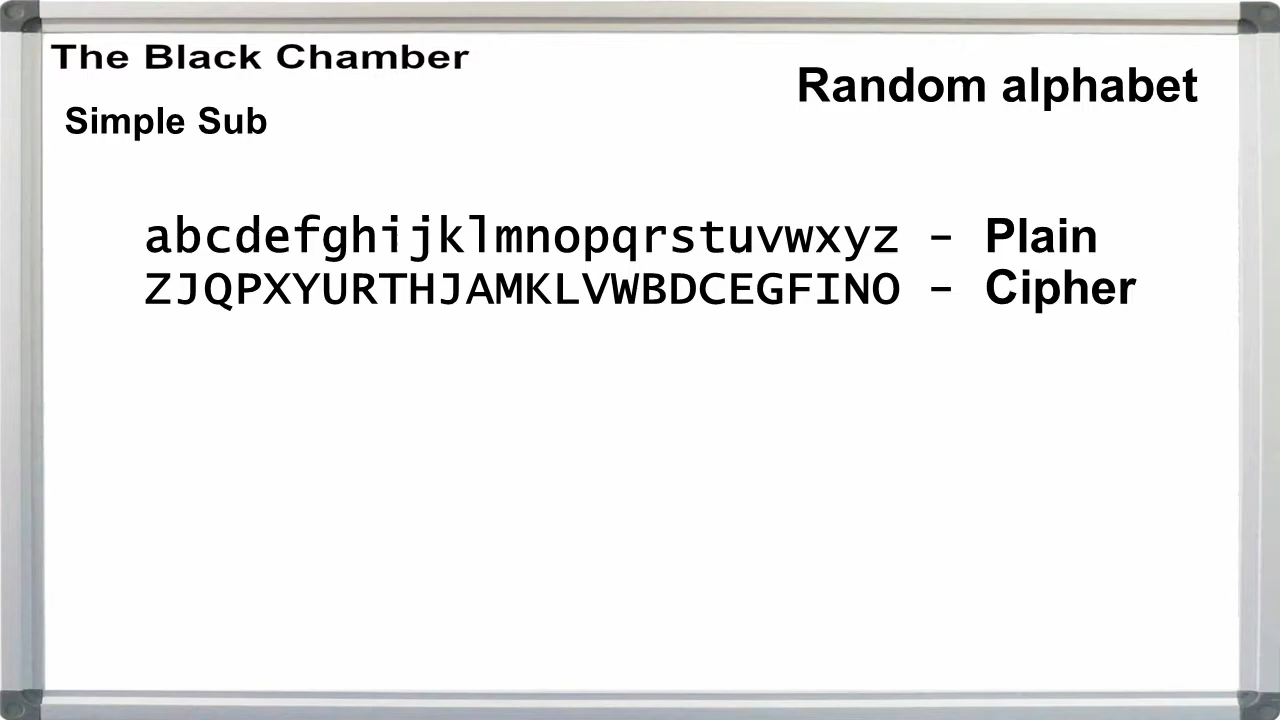 The Black Chamber
Random alphabet
Simple Sub
abcdefghijklmnopqrstuvwxyz - Plain
ZJQPXYURTHJAMKLVWBDCEGFINO - Cipher